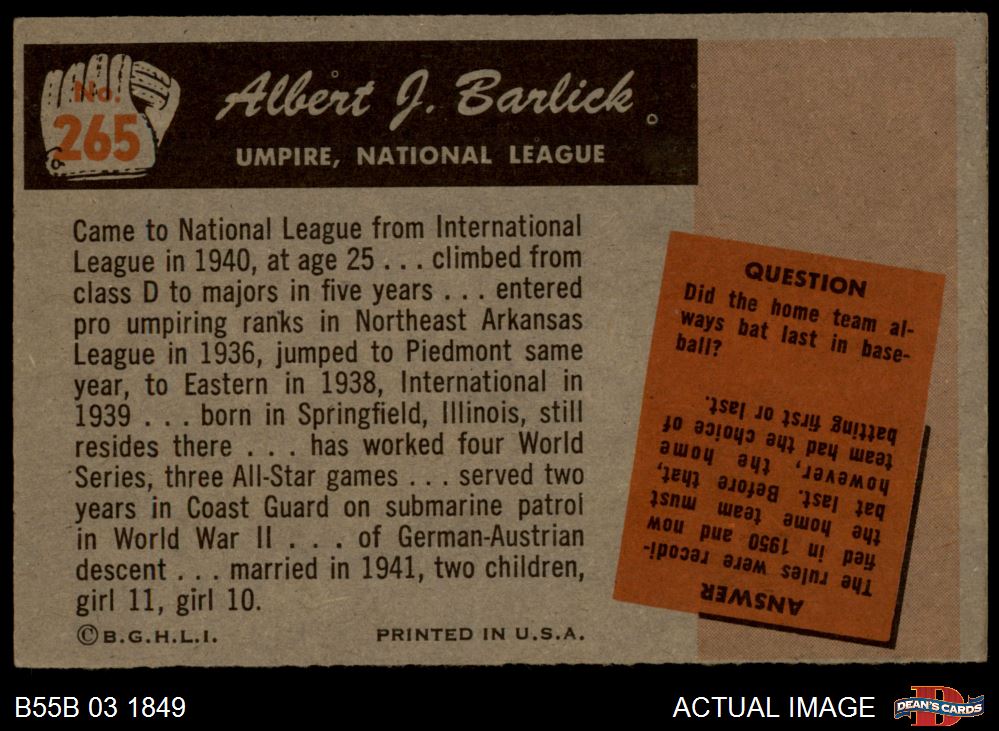 No.
265
Albert J. Barlick
UMPIRE, NATIONAL LEAGUE
Came to National League from International
League in 1940, at age 25 . . . climbed from
class D to majors in five years . . . entered
pro umpiring ranks in Northeast Arkansas
League in 1936, jumped to Piedmont same
year, to Eastern in 1938, International in
1939 . . . born in Springfield, Illinois, still
resides there . . . has worked four World
Series, three All-Star games . . . served two
years in Coast Guard on submarine patrol
in World War II . . . of German-Austrian
descent . . . married in 1941, two children,
girl 11, girl 10.
©B.G.H.L.I.
PRINTED IN U.S.A.
QUESTION
Did the home team al-
ways bat last in base-
ball?
ANSWER
The rules were recodi-
fied in 1950 and now
the home team must
bat last. Before that,
however, the home
team had the choice of
batting first or last.
B55B 03 1849
ACTUAL IMAGE
DEAN'S CARDS